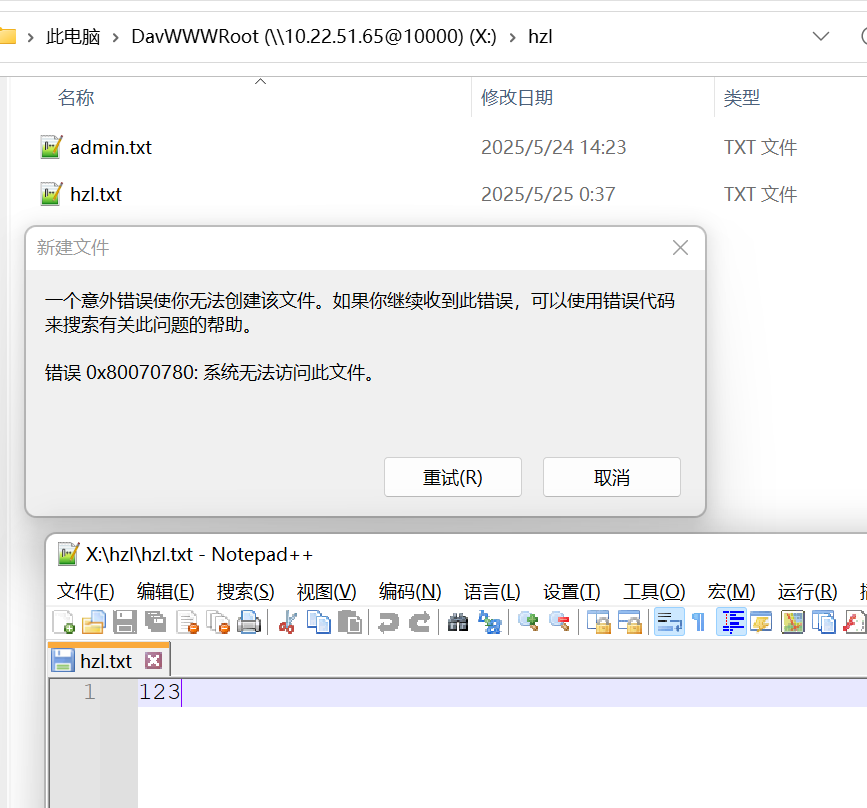 此电脑 › DavWWWRoot (\\10.22.51.65@10000) (X:) › hzl
名称 修改日期 类型
admin.txt 2025/5/24 14:23 TXT 文件
hzl.txt 2025/5/25 0:37 TXT 文件
新建文件
一个意外错误使你无法创建该文件。如果你继续收到此错误，可以使用错误代码
来搜索有关此问题的帮助。
错误 0x80070780: 系统无法访问此文件。
重试(R) 取消
X:\hzl\hzl.txt - Notepad++
文件(F) 编辑(E) 搜索(S) 视图(V) 编码(N) 语言(L) 设置(T) 工具(O) 宏(M) 运行(R)
hzl.txt
1 123